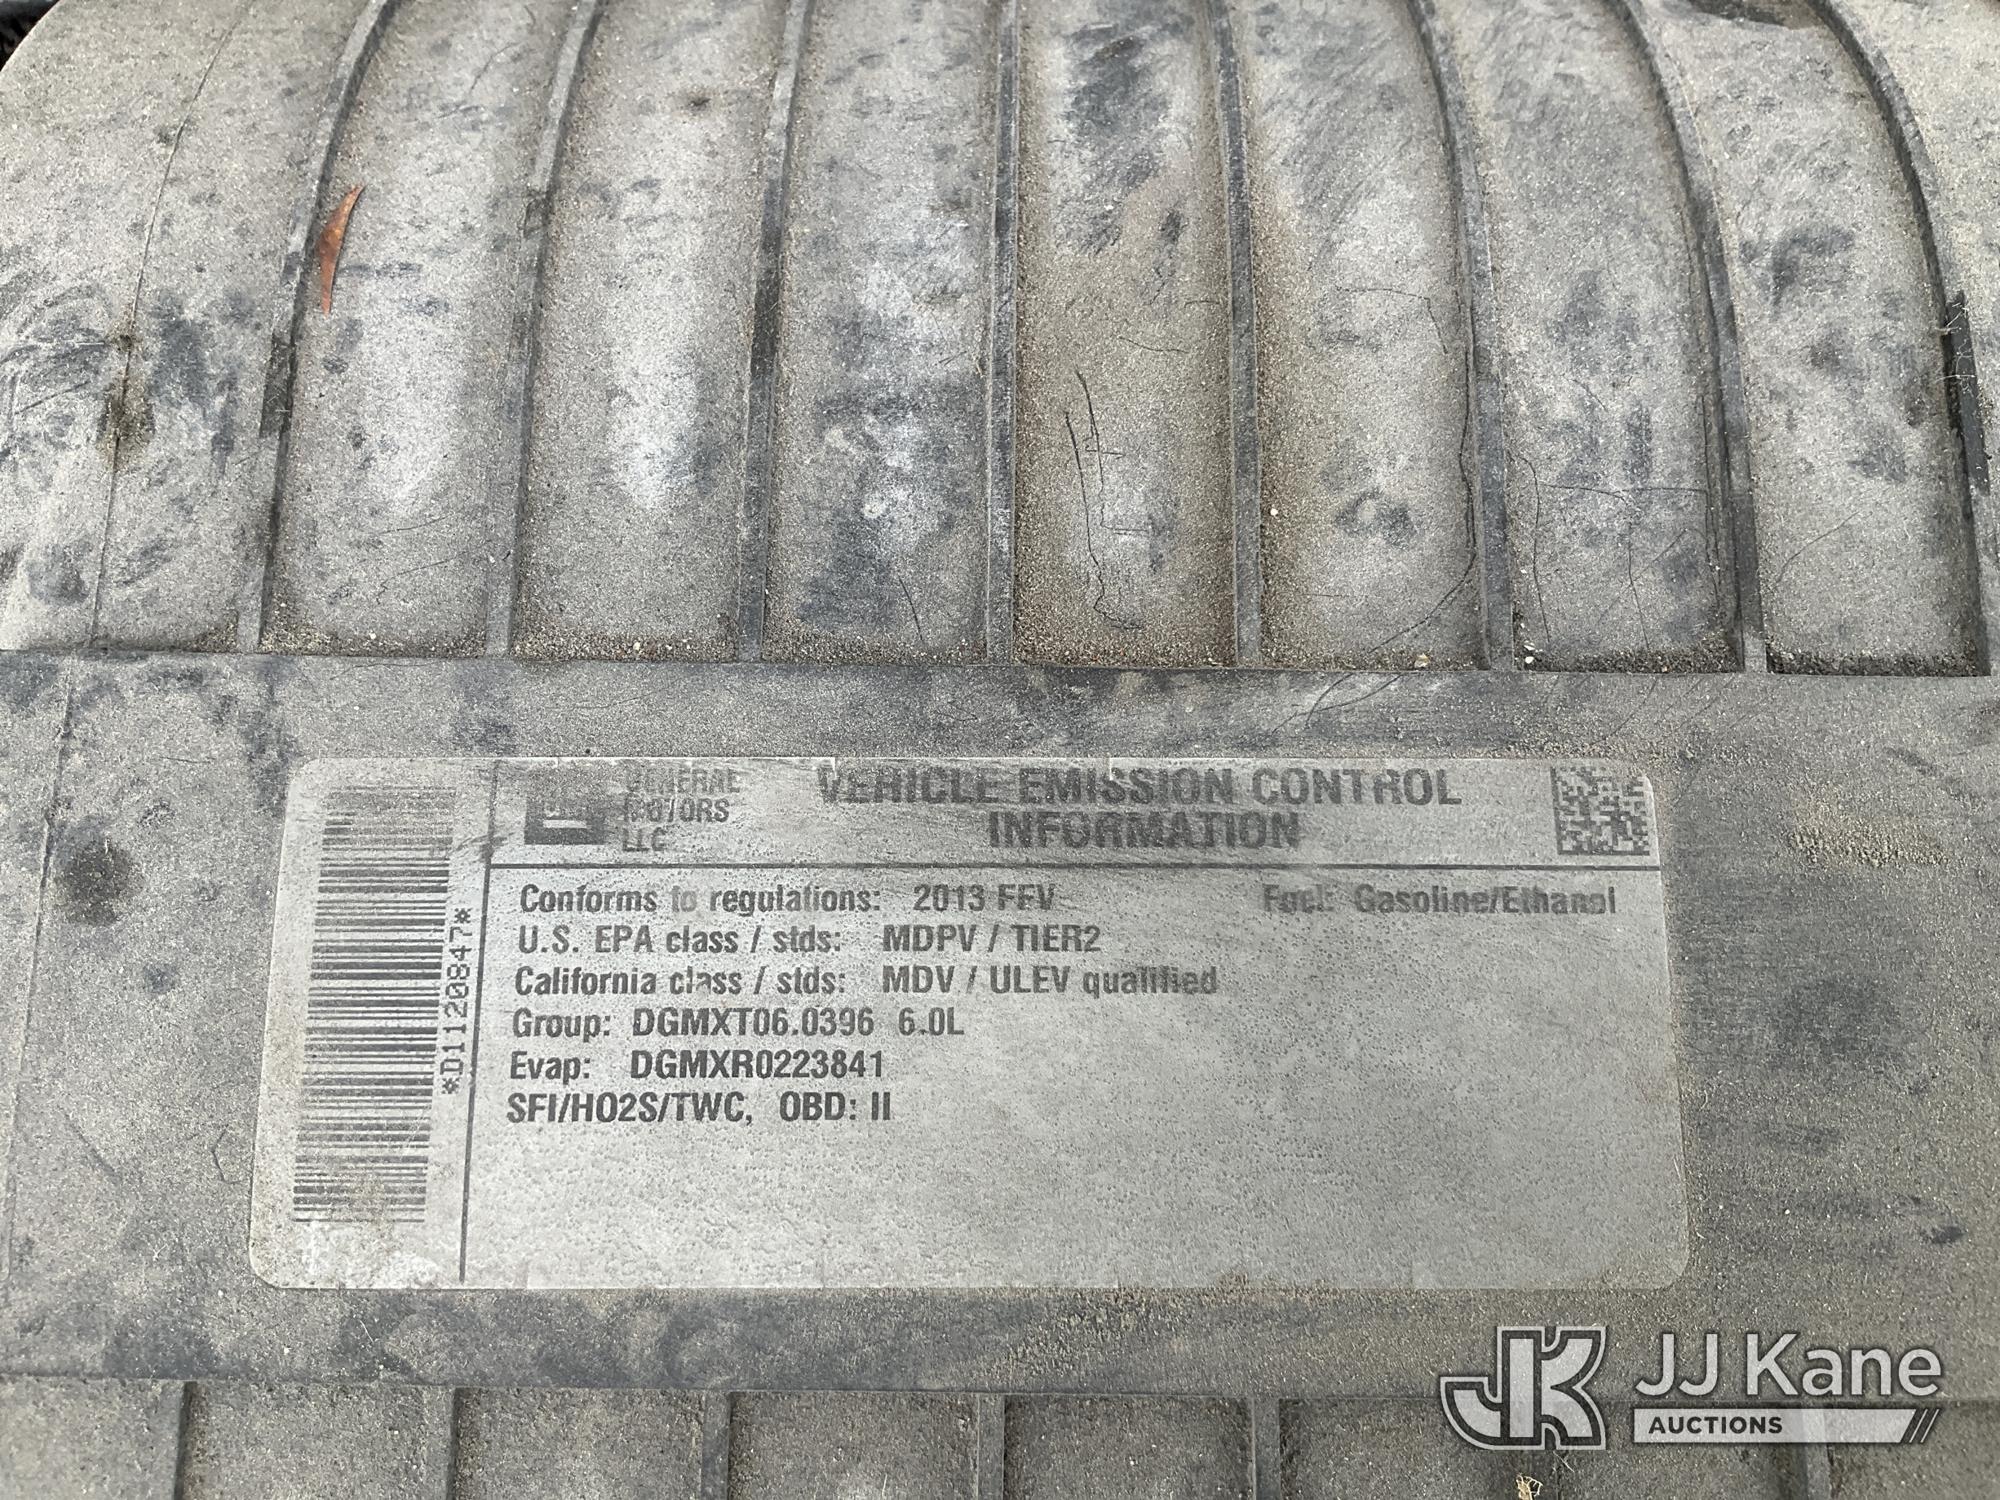 GENERAL
MOTORS
LLC
VEHICLE EMISSION CONTROL
INFORMATION
Conforms to regulations: 2013 FFV Fuel: Gasoline/Ethanol
U.S. EPA class / stds: MDPV / TIER2
California class / stds: MDV / ULEV qualified
Group: DGMXT06.0396 6.0L
Evap: DGMXR0223841
SFI/HO2S/TWC, OBD: II
*D1120847*
JK JJ Kane
AUCTIONS